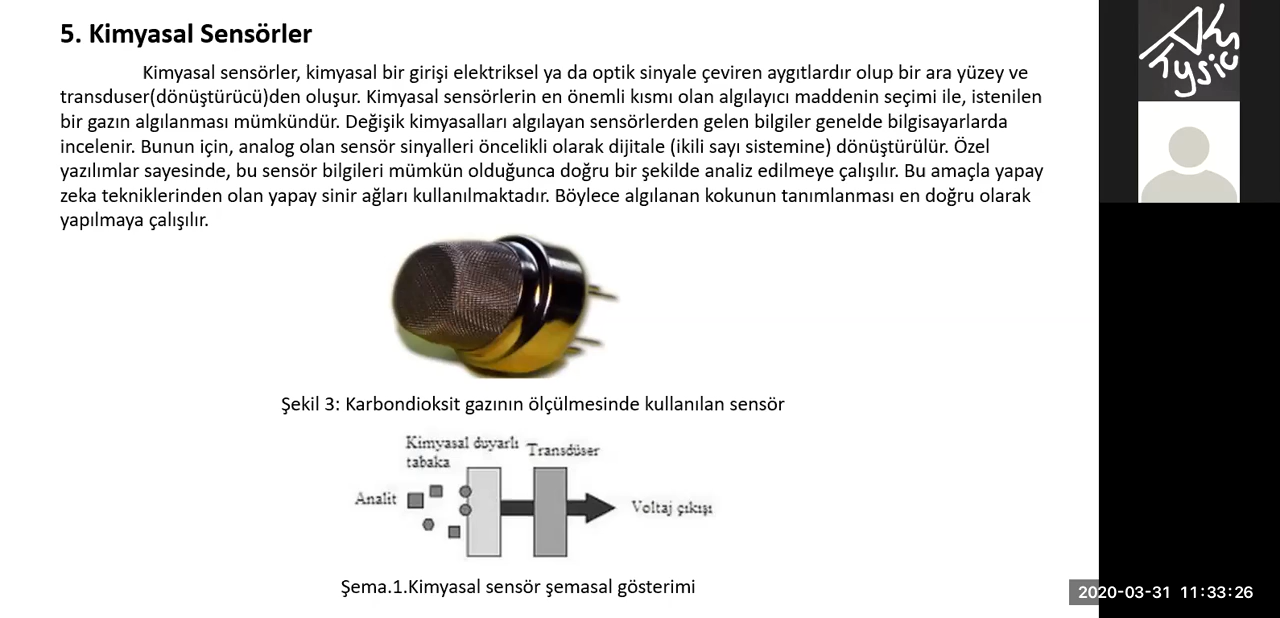 5. Kimyasal Sensörler
Kimyasal sensörler, kimyasal bir girişi elektriksel ya da optik sinyale çeviren aygıtlardır olup bir ara yüzey ve
transduser(dönüştürücü)den oluşur. Kimyasal sensörlerin en önemli kısmı olan algılayıcı maddenin seçimi ile, istenilen
bir gazın algılanması mümkündür. Değişik kimyasalları algılayan sensörlerden gelen bilgiler genelde bilgisayarlarda
incelenir. Bunun için, analog olan sensör sinyalleri öncelikli olarak dijitale (ikili sayı sistemine) dönüştürülür. Özel
yazılımlar sayesinde, bu sensör bilgileri mümkün olduğunca doğru bir şekilde analiz edilmeye çalışılır. Bu amaçla yapay
zeka tekniklerinden olan yapay sinir ağları kullanılmaktadır. Böylece algılanan kokunun tanımlanması en doğru olarak
yapılmaya çalışılır.
Şekil 3: Karbondioksit gazının ölçülmesinde kullanılan sensör
Kimyasal duyarlı
tabaka
Transdüser
Analit
Voltaj çıkışı
Şema.1.Kimyasal sensör şemasal gösterimi
2020-03-31 11:33:26